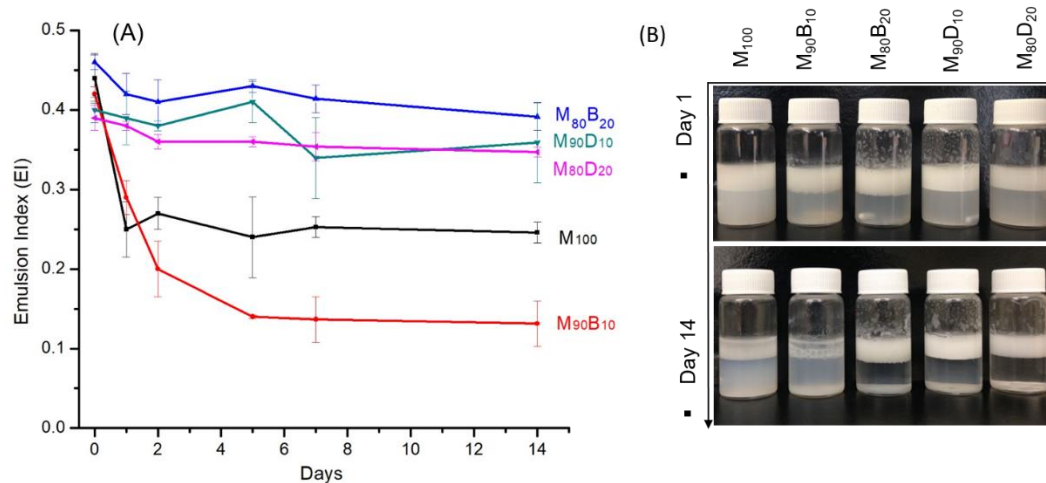 (A)
Emulsion Index (EI)
0.5
0.4
0.3
0.2
0.1
0.0
0
2
4
6
8
10
12
14
Days
M₈₀B₂₀
M₉₀D₁₀
M₈₀D₂₀
M₁₀₀
M₉₀B₁₀
(B)
M₁₀₀
M₉₀B₁₀
M₈₀B₂₀
M₉₀D₁₀
M₈₀D₂₀
▪ Day 1
▪ Day 14